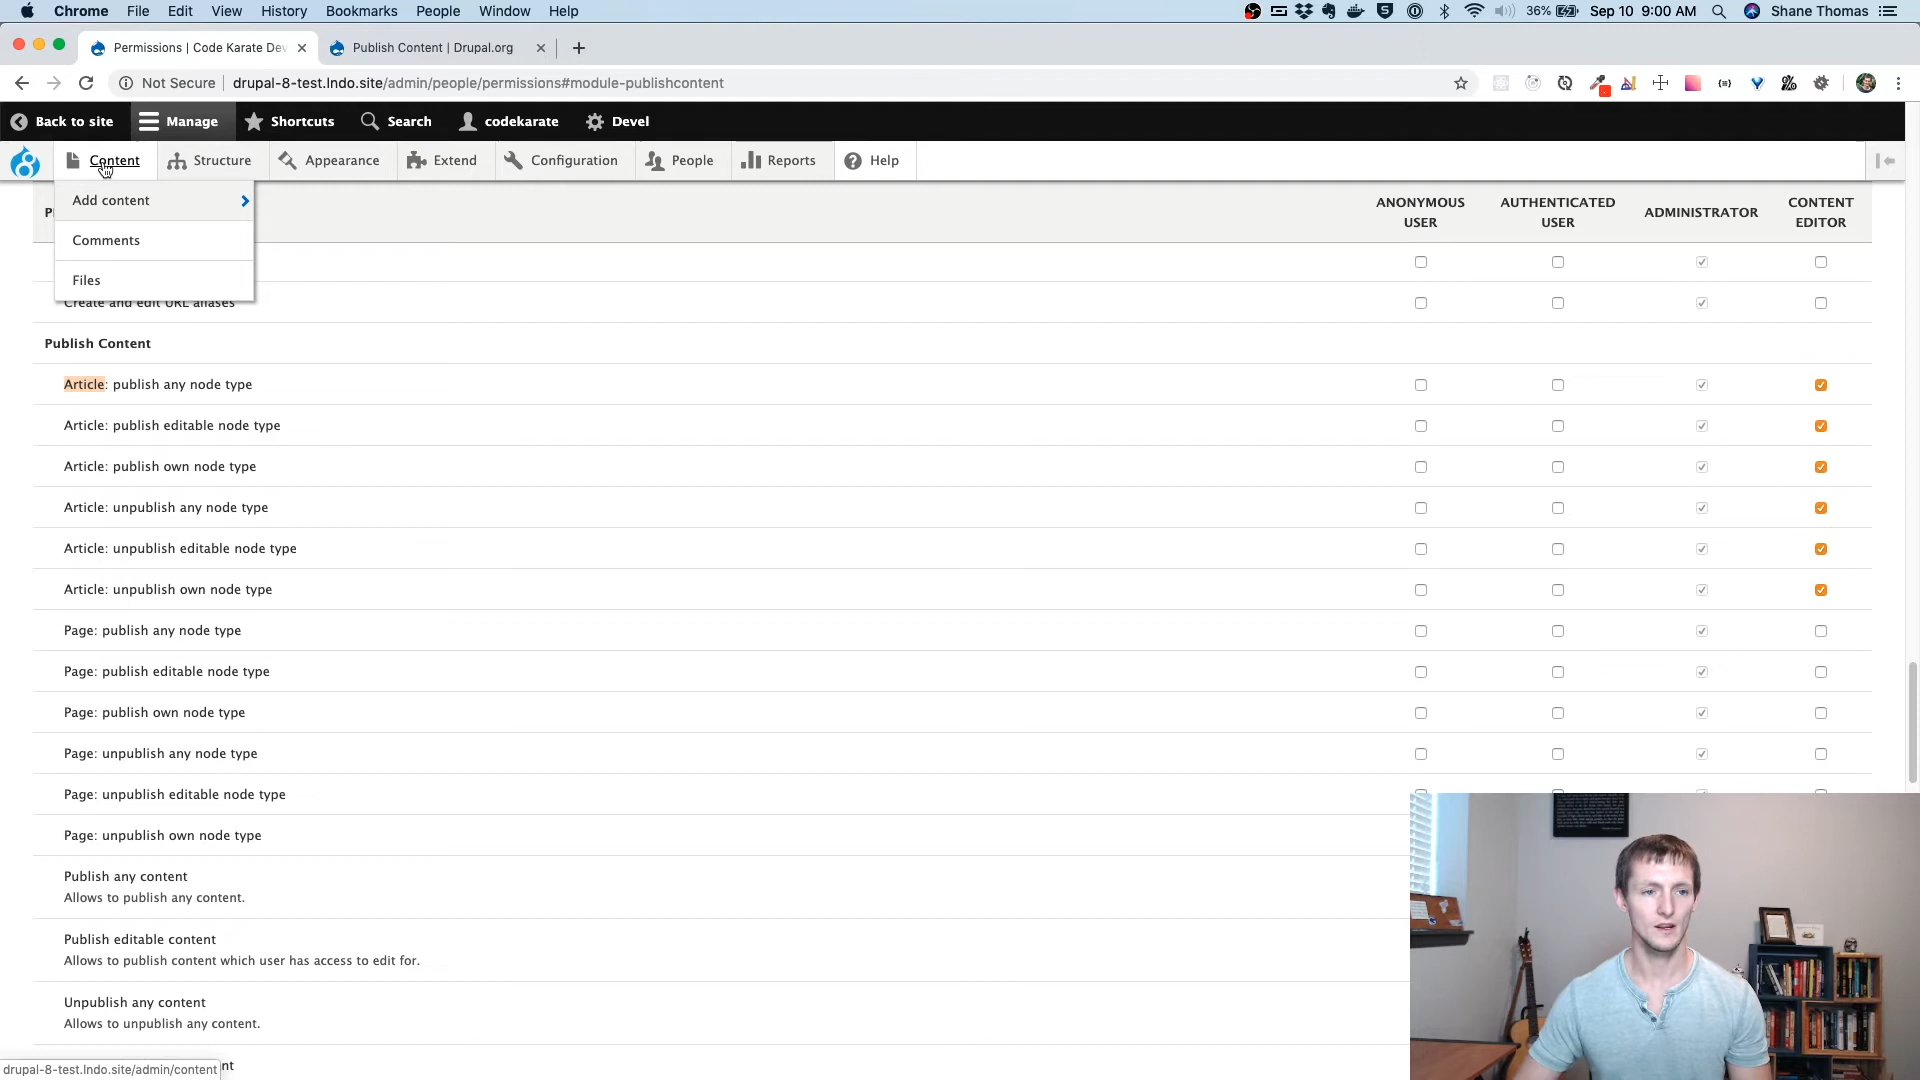 Chrome File Edit View History Bookmarks People Window Help 36% Sep 10 9:00 AM Shane Thomas
Permissions | Code Karate Dev Publish Content | Drupal.org
Not Secure drupal-8-test.lndo.site/admin/people/permissions#module-publishcontent
Back to site Manage Shortcuts Search codekarate Devel
Content Structure Appearance Extend Configuration People Reports Help
Add content
Comments
Files
ANONYMOUS USER AUTHENTICATED USER ADMINISTRATOR CONTENT EDITOR
Create and edit URL aliases
Publish Content
Article: publish any node type
Article: publish editable node type
Article: publish own node type
Article: unpublish any node type
Article: unpublish editable node type
Article: unpublish own node type
Page: publish any node type
Page: publish editable node type
Page: publish own node type
Page: unpublish any node type
Page: unpublish editable node type
Page: unpublish own node type
Publish any content
Allows to publish any content.
Publish editable content
Allows to publish content which user has access to edit for.
Unpublish any content
Allows to unpublish any content.
drupal-8-test.lndo.site/admin/content